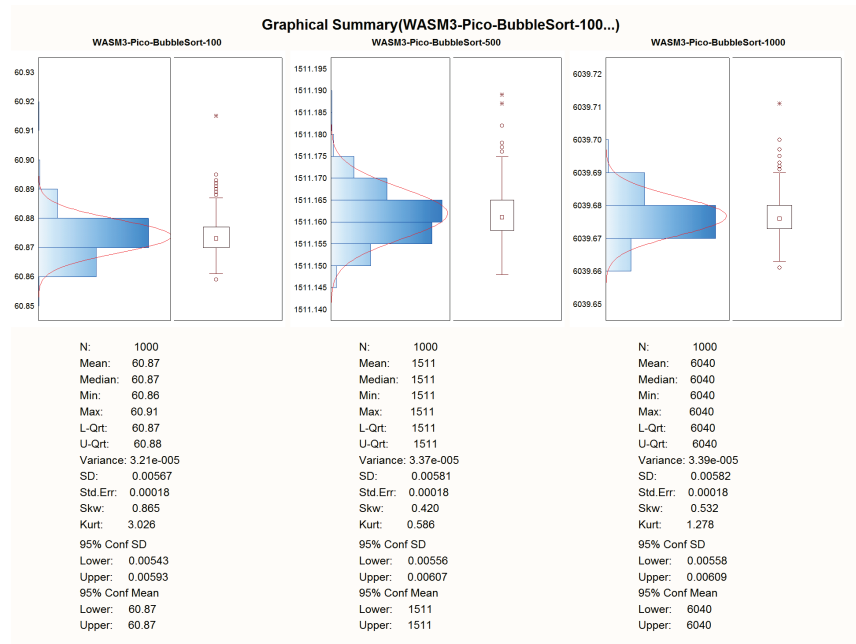 Graphical Summary(WASM3-Pico-BubbleSort-100...)
WASM3-Pico-BubbleSort-100
60.93
60.92
60.91
60.90
60.89
60.88
60.87
60.86
60.85
N: 1000
Mean: 60.87
Median: 60.87
Min: 60.86
Max: 60.91
L-Qrt: 60.87
U-Qrt: 60.88
Variance: 3.21e-005
SD: 0.00567
Std.Err: 0.00018
Skw: 0.865
Kurt: 3.026
95% Conf SD
Lower: 0.00543
Upper: 0.00593
95% Conf Mean
Lower: 60.87
Upper: 60.87
WASM3-Pico-BubbleSort-500
1511.195
1511.190
1511.185
1511.180
1511.175
1511.170
1511.165
1511.160
1511.155
1511.150
1511.145
1511.140
N: 1000
Mean: 1511
Median: 1511
Min: 1511
Max: 1511
L-Qrt: 1511
U-Qrt: 1511
Variance: 3.37e-005
SD: 0.00581
Std.Err: 0.00018
Skw: 0.420
Kurt: 0.586
95% Conf SD
Lower: 0.00556
Upper: 0.00607
95% Conf Mean
Lower: 1511
Upper: 1511
WASM3-Pico-BubbleSort-1000
6039.72
6039.71
6039.70
6039.69
6039.68
6039.67
6039.66
6039.65
N: 1000
Mean: 6040
Median: 6040
Min: 6040
Max: 6040
L-Qrt: 6040
U-Qrt: 6040
Variance: 3.39e-005
SD: 0.00582
Std.Err: 0.00018
Skw: 0.532
Kurt: 1.278
95% Conf SD
Lower: 0.00558
Upper: 0.00609
95% Conf Mean
Lower: 6040
Upper: 6040